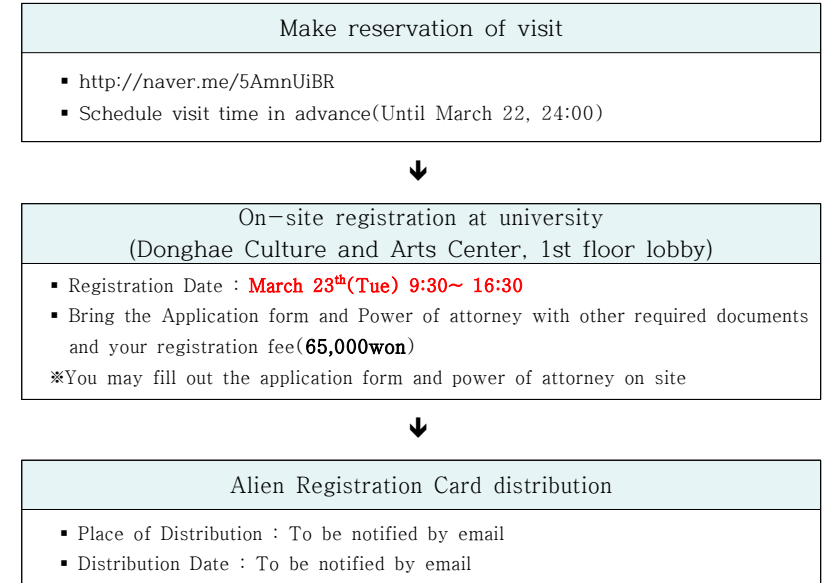 Make reservation of visit
▪ http://naver.me/5AmnUiBR
▪ Schedule visit time in advance(Until March 22, 24:00)
🡻
On-site registration at university
(Donghae Culture and Arts Center, 1st floor lobby)
▪ Registration Date : March 23th(Tue) 9:30~ 16:30
▪ Bring the Application form and Power of attorney with other required documents
and your registration fee(65,000won)
※You may fill out the application form and power of attorney on site
🡻
Alien Registration Card distribution
▪ Place of Distribution : To be notified by email
▪ Distribution Date : To be notified by email